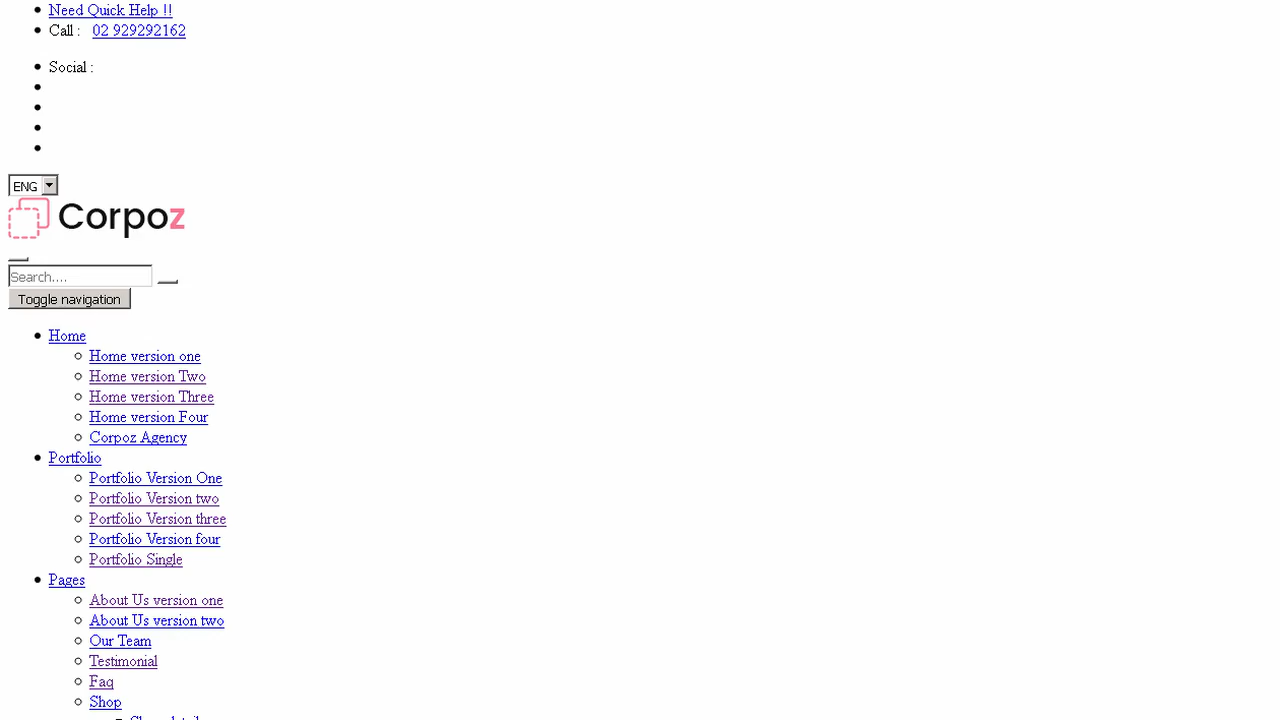 Need Quick Help !!
Call : 02 929292162
Social :
ENG
Corpoz
Search....
Toggle navigation
Home
Home version one
Home version Two
Home version Three
Home version Four
Corpoz Agency
Portfolio
Portfolio Version One
Portfolio Version two
Portfolio Version three
Portfolio Version four
Portfolio Single
Pages
About Us version one
About Us version two
Our Team
Testimonial
Faq
Shop